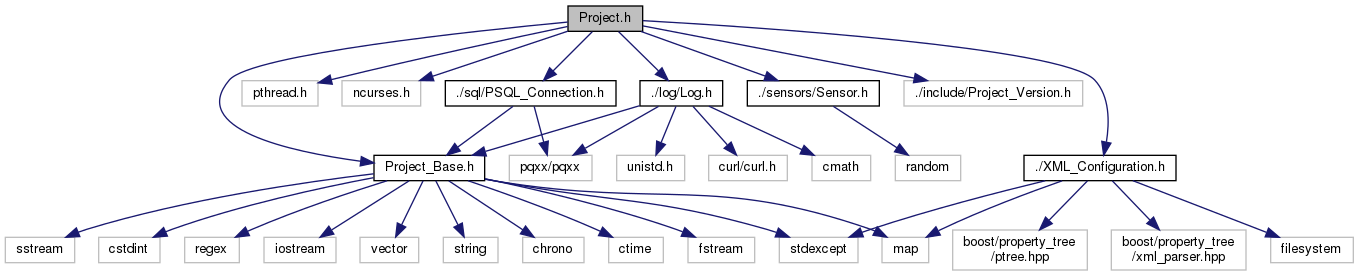 Project.h
pthread.h
ncurses.h
./sql/PSQL_Connection.h
./log/Log.h
./sensors/Sensor.h
./include/Project_Version.h
Project_Base.h
pqxx/pqxx
unistd.h
curl/curl.h
cmath
random
./XML_Configuration.h
sstream
cstdint
regex
iostream
vector
string
chrono
ctime
fstream
stdexcept
map
boost/property_tree
/ptree.hpp
boost/property_tree
/xml_parser.hpp
filesystem